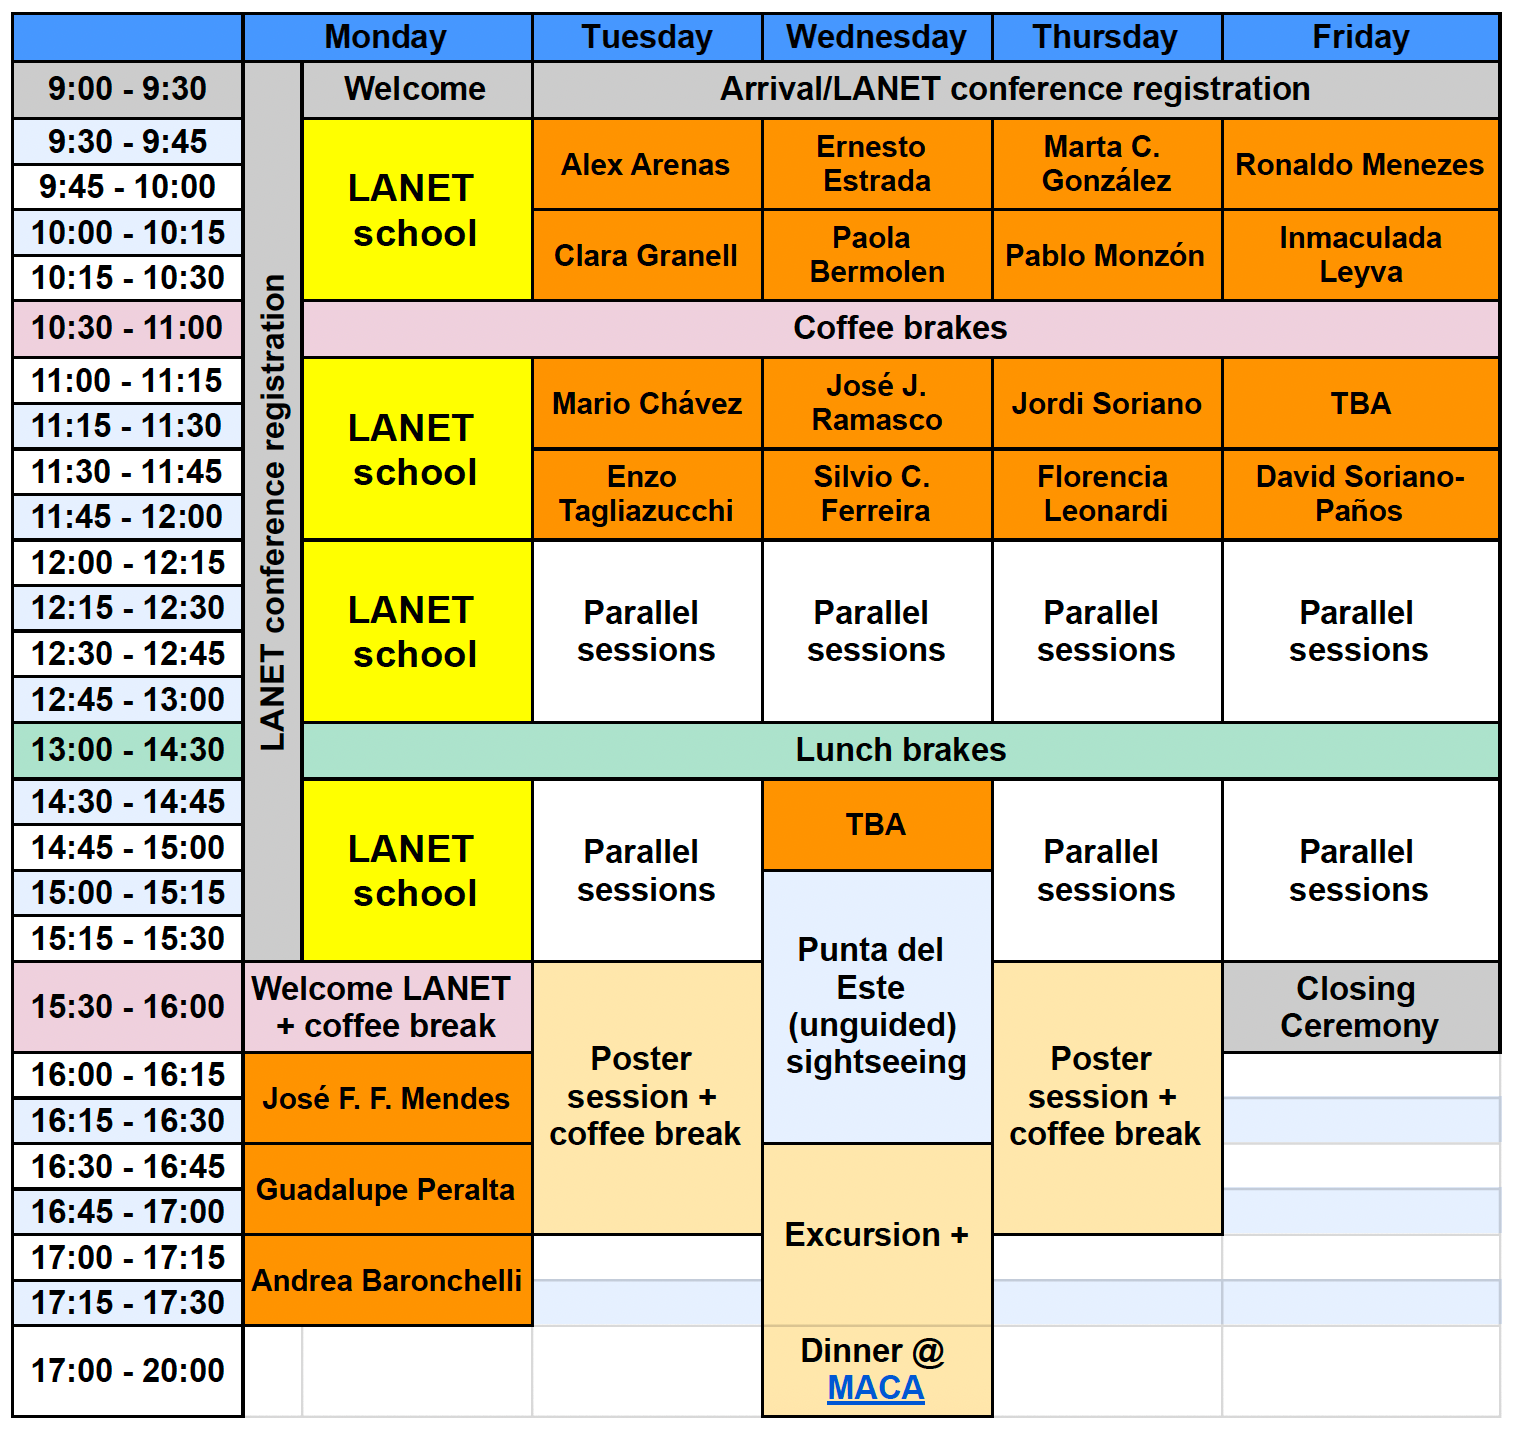 Monday Tuesday Wednesday Thursday Friday
9:00 - 9:30 Welcome Arrival/LANET conference registration
LANET conference registration
9:30 - 9:45
9:45 - 10:00
LANET
school
Alex Arenas
Ernesto
Estrada
Marta C.
González
Ronaldo Menezes
10:00 - 10:15
10:15 - 10:30
Clara Granell
Paola
Bermolen
Pablo Monzón
Inmaculada
Leyva
10:30 - 11:00 Coffee brakes
11:00 - 11:15
11:15 - 11:30
LANET
school
Mario Chávez
José J.
Ramasco
Jordi Soriano
TBA
11:30 - 11:45
11:45 - 12:00
Enzo
Tagliazucchi
Silvio C.
Ferreira
Florencia
Leonardi
David Soriano-
Paños
12:00 - 12:15
12:15 - 12:30
12:30 - 12:45
12:45 - 13:00
LANET
school
Parallel
sessions
Parallel
sessions
Parallel
sessions
Parallel
sessions
13:00 - 14:30 Lunch brakes
14:30 - 14:45
14:45 - 15:00
15:00 - 15:15
15:15 - 15:30
LANET
school
Parallel
sessions
TBA
Parallel
sessions
Parallel
sessions
Punta del
Este
(unguided)
sightseeing
15:30 - 16:00
Welcome LANET
+ coffee break
Poster
session +
coffee break
Poster
session +
coffee break
Closing
Ceremony
16:00 - 16:15
16:15 - 16:30
José F. F. Mendes
16:30 - 16:45
16:45 - 17:00
Guadalupe Peralta
Excursion +
17:00 - 17:15
17:15 - 17:30
Andrea Baronchelli
17:00 - 20:00
Dinner @
MACA